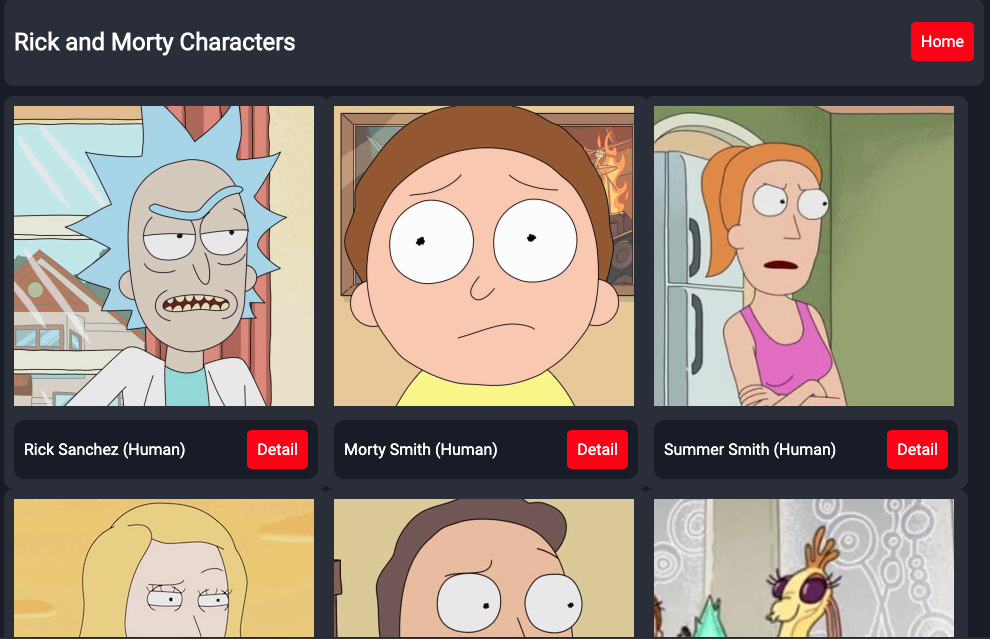 Rick and Morty Characters
Home
Rick Sanchez (Human)
Detail
Morty Smith (Human)
Detail
Summer Smith (Human)
Detail